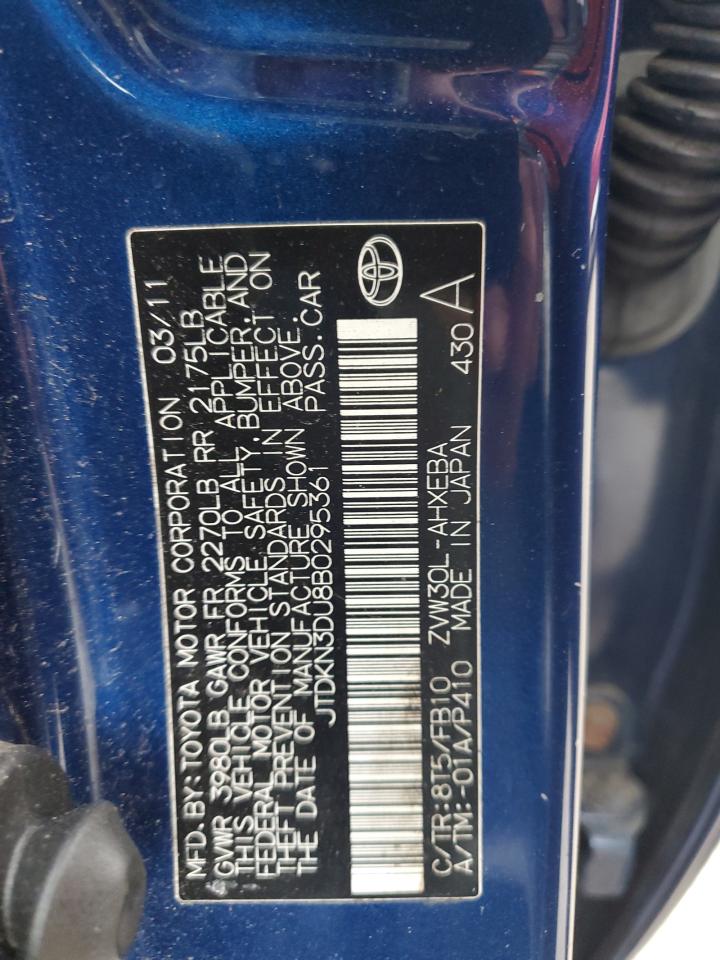 MFD. BY: TOYOTA MOTOR CORPORATION 03/11
GVWR 3980LB GAWR FR 2270LB RR 2175LB
THIS VEHICLE CONFORMS TO ALL APPLICABLE
FEDERAL MOTOR VEHICLE SAFETY, BUMPER, AND
THEFT PREVENTION STANDARDS IN EFFECT ON
THE DATE OF MANUFACTURE SHOWN ABOVE.
JTDKN3DU8B0295361 PASS. CAR
C/TR: 8T5/FB10 ZVW30L-AHXEBA 430 A
A/TM: -01A/P410 MADE IN JAPAN